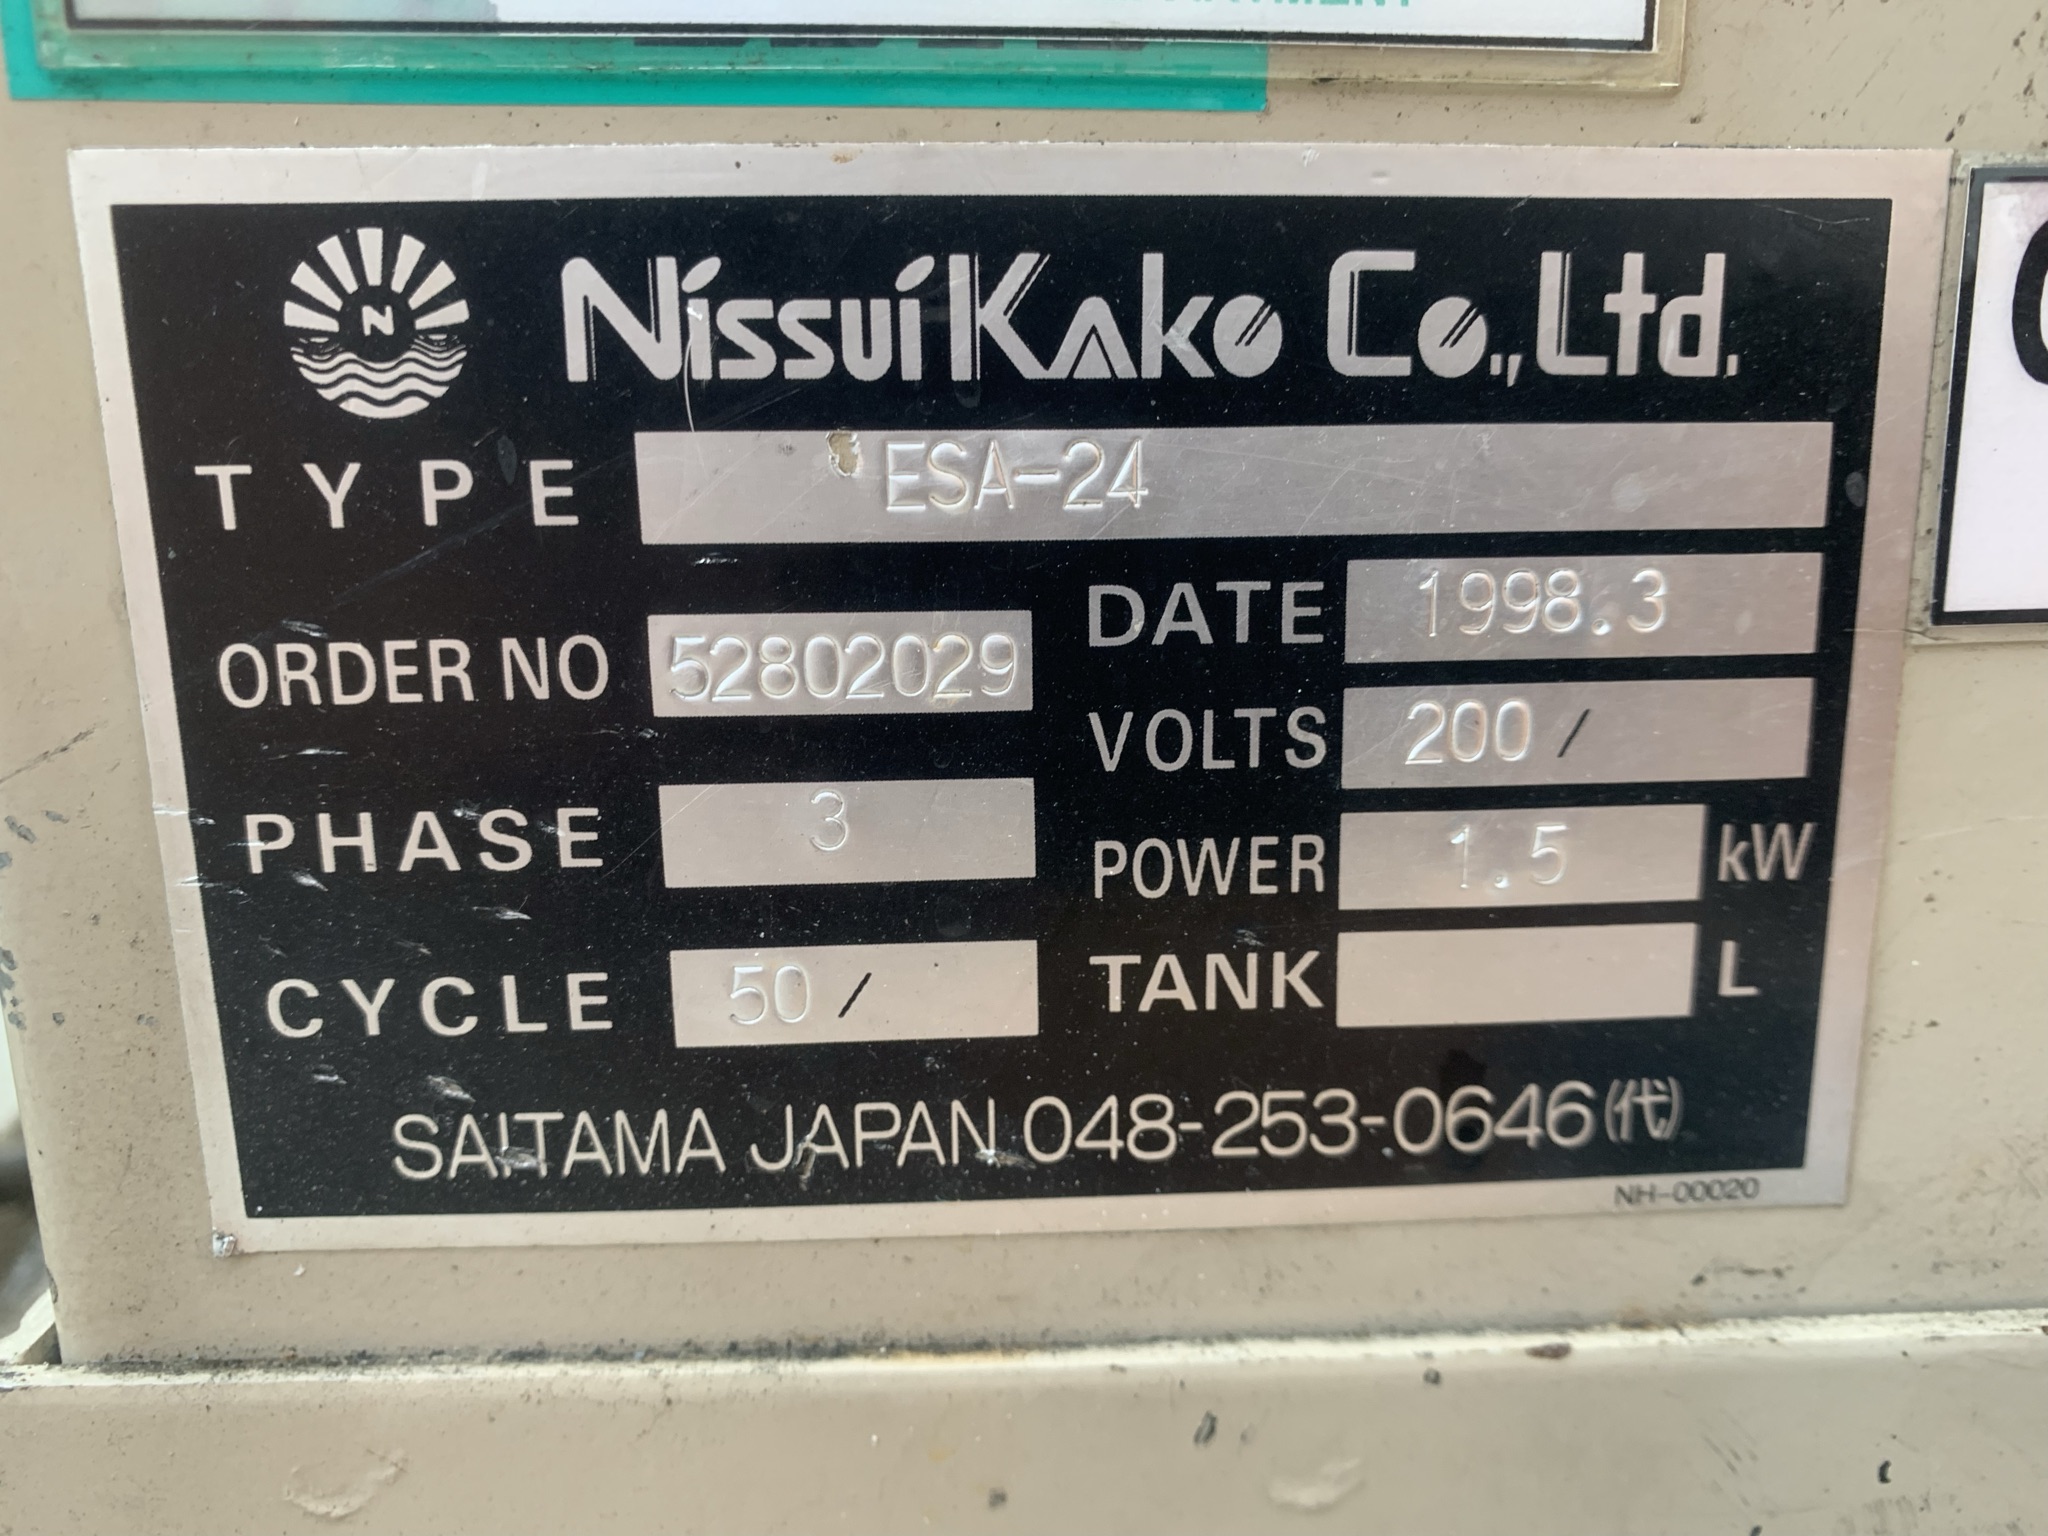 N
Nissui Kako Co., Ltd.
TYPE ESA-24
ORDER NO 52802029
DATE 1998.3
VOLTS 200 /
PHASE 3
POWER 1.5 kW
CYCLE 50 /
TANK L
SAITAMA JAPAN 048-253-0646(代)
NH-00020